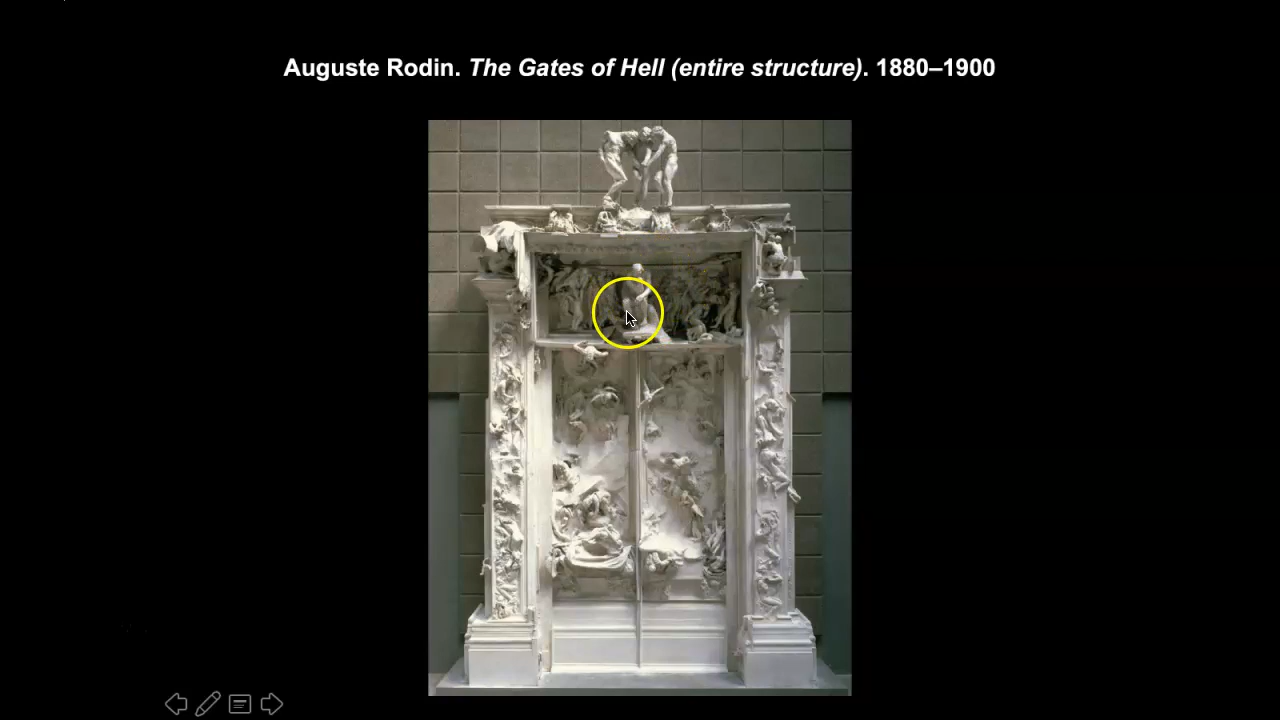 Auguste Rodin. The Gates of Hell (entire structure). 1880–1900